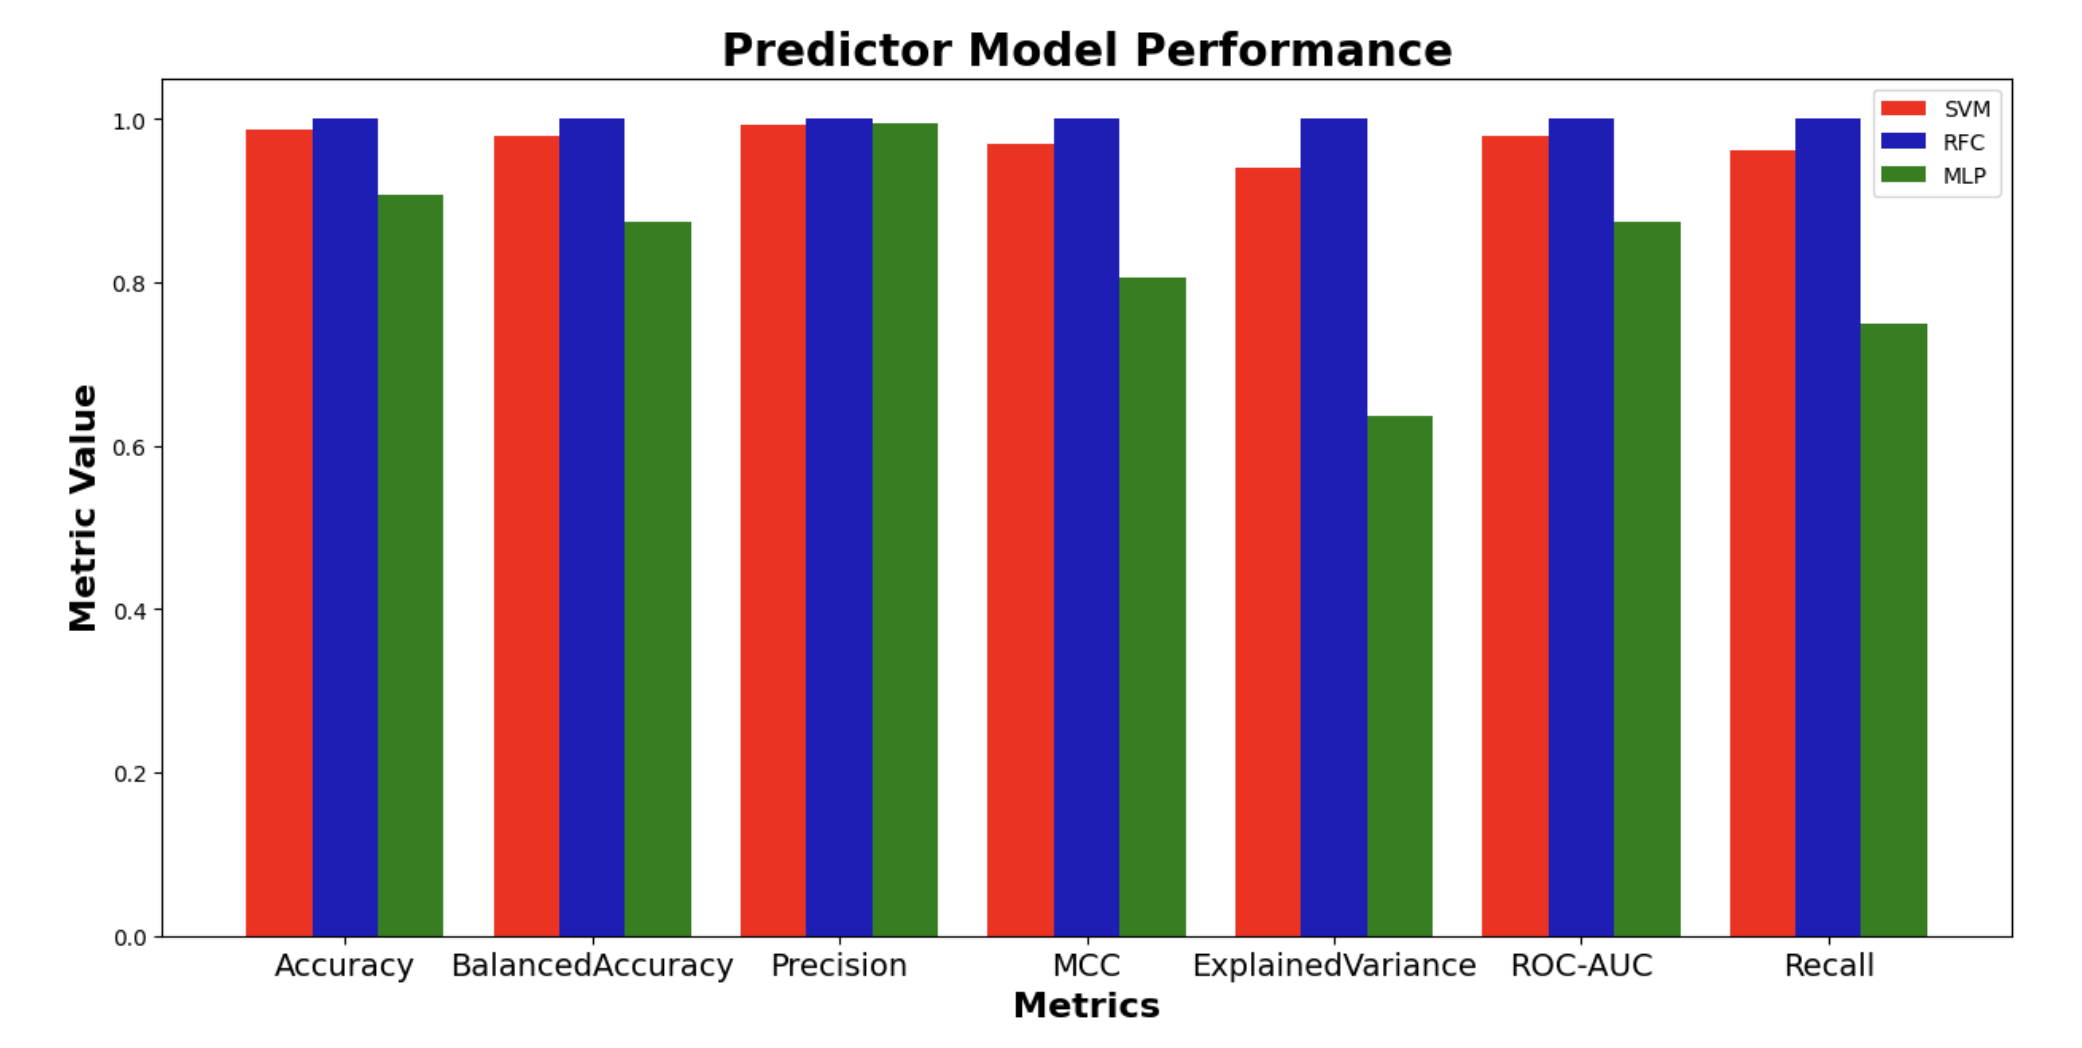 Predictor Model Performance
SVM
RFC
MLP
1.0
0.8
0.6
0.4
0.2
0.0
Metric Value
Accuracy BalancedAccuracy Precision MCC ExplainedVariance ROC-AUC Recall
Metrics